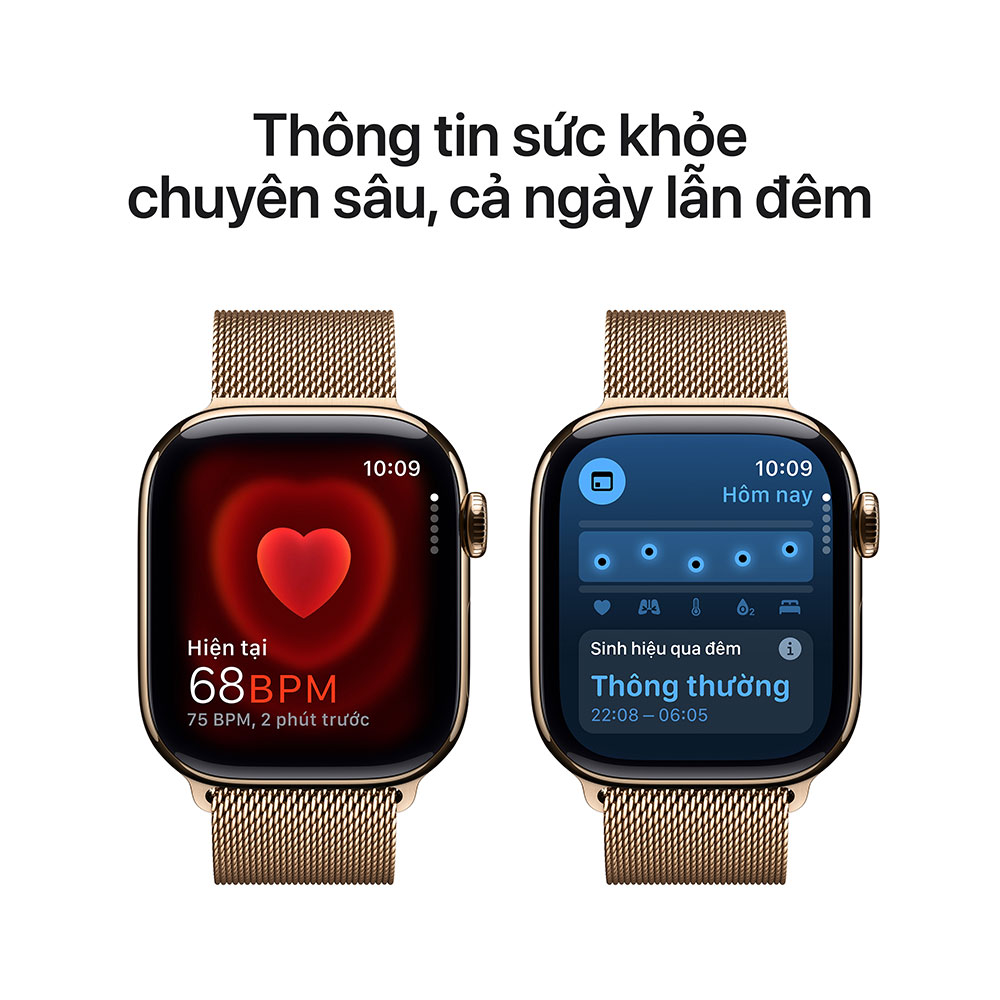 Thông tin sức khỏe
chuyên sâu, cả ngày lẫn đêm
10:09
Hiện tại
68BPM
75 BPM, 2 phút trước
10:09
Hôm nay
O2
Sinh hiệu qua đêm
i
Thông thường
22:08 – 06:05